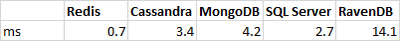 Redis Cassandra MongoDB SQL Server RavenDB
ms 0.7 3.4 4.2 2.7 14.1